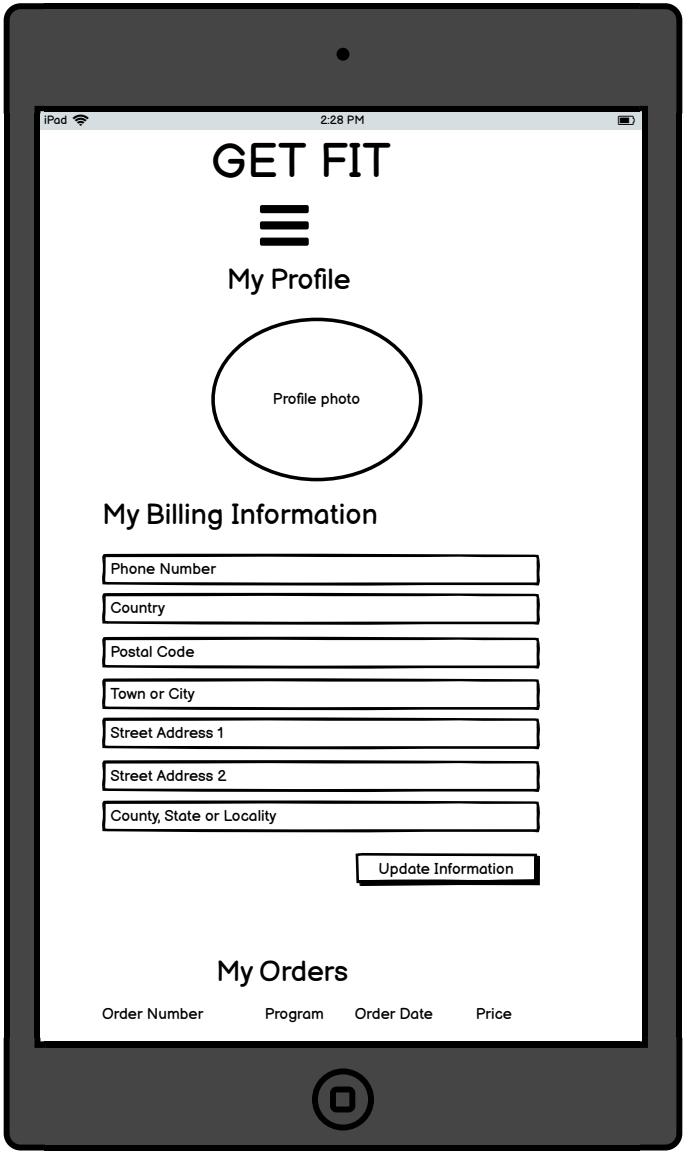 iPad 2:28 PM
GET FIT
My Profile
Profile photo
My Billing Information
Phone Number
Country
Postal Code
Town or City
Street Address 1
Street Address 2
County, State or Locality
Update Information
My Orders
Order Number Program Order Date Price